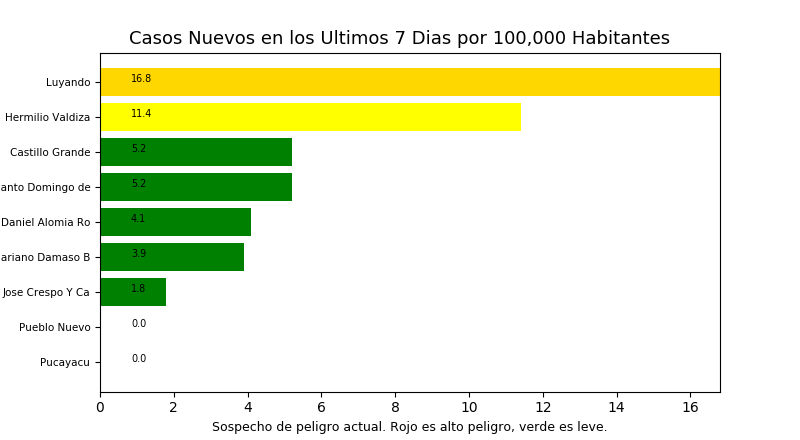 Casos Nuevos en los Ultimos 7 Dias por 100,000 Habitantes
Luyando 16.8
Hermilio Valdiza 11.4
Castillo Grande 5.2
anto Domingo de 5.2
Daniel Alomia Ro 4.1
ariano Damaso B 3.9
Jose Crespo Y Ca 1.8
Pueblo Nuevo 0.0
Pucayacu 0.0
0 2 4 6 8 10 12 14 16
Sospecho de peligro actual. Rojo es alto peligro, verde es leve.